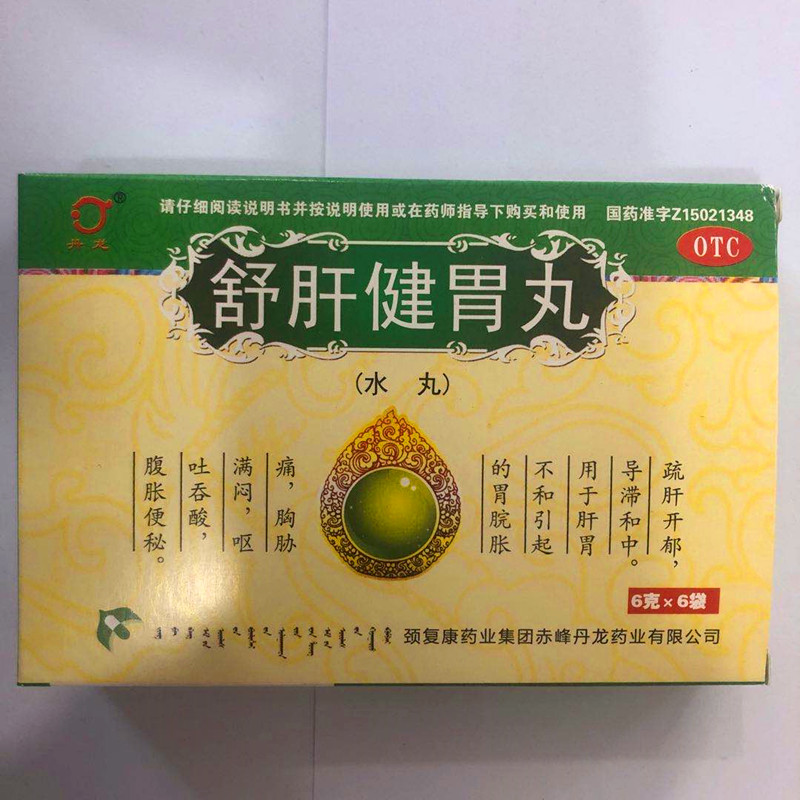 丹龙®
请仔细阅读说明书并按说明使用或在药师指导下购买和使用
国药准字Z15021348
OTC
舒肝健胃丸
(水 丸)
疏肝开郁，
导滞和中。
用于肝胃
不和引起
的胃脘胀
痛，胸胁
满闷，呕
吐吞酸，
腹胀便秘。
6克×6袋
颈复康药业集团赤峰丹龙药业有限公司